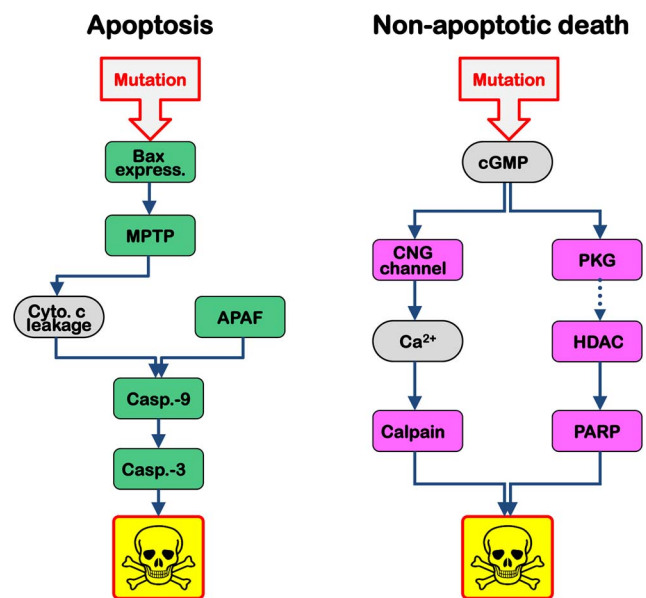 Apoptosis
Mutation
Bax
express.
MPTP
Cyto. c
leakage
APAF
Casp.-9
Casp.-3
Non-apoptotic death
Mutation
cGMP
CNG
channel
PKG
Ca²⁺
HDAC
Calpain
PARP